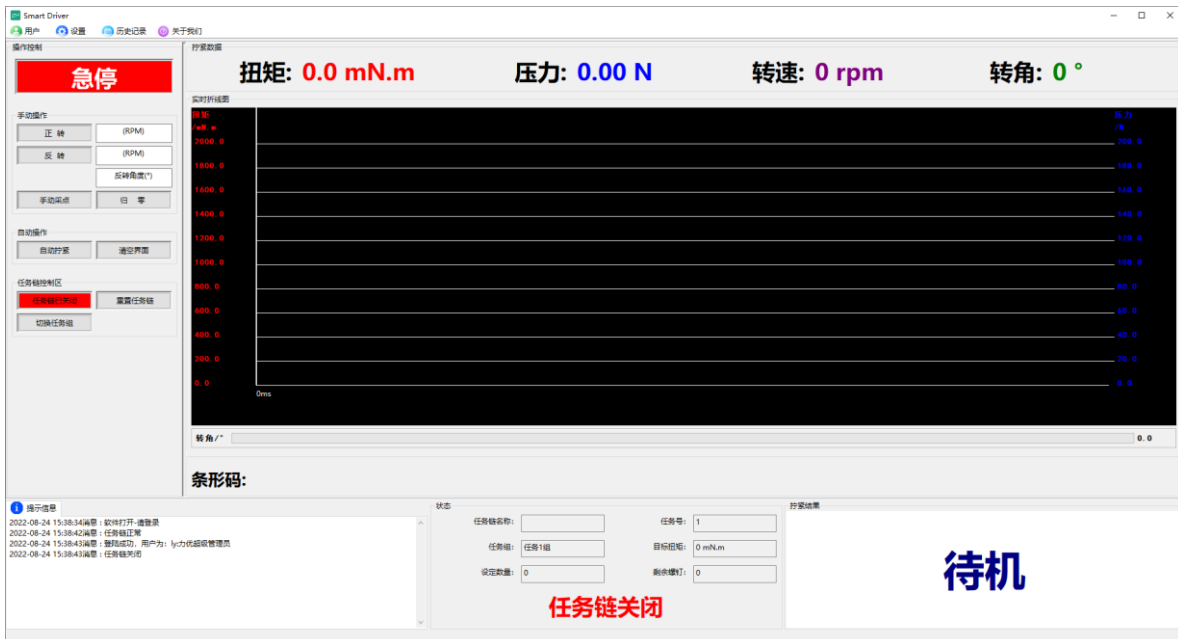 Smart Driver
用户 设置 历史记录 关于我们
操作控制
急停
手动操作
正 转 (RPM)
反 转 (RPM)
反转角度(°)
手动采点 归 零
自动操作
自动拧紧 清空界面
任务链控制区
任务链已关闭 重置任务链
切换任务组
拧紧数据
扭矩: 0.0 mN.m 压力: 0.00 N 转速: 0 rpm 转角: 0 °
实时折线图
扭矩 压力
/mN.m /N
2000.0 200.0
1800.0 180.0
1600.0 160.0
1400.0 140.0
1200.0 120.0
1000.0 100.0
800.0 80.0
600.0 60.0
400.0 40.0
200.0 20.0
0.0 0.0
0ms
转角/° 0.0
条形码:
提示信息
2022-08-24 15:38:34消息：软件打开-请登录
2022-08-24 15:38:42消息：任务链正常
2022-08-24 15:38:43消息：登陆成功，用户为：ly:力优超级管理员
2022-08-24 15:38:43消息：任务链关闭
状态
任务链名称: 任务号: 1
任务组: 任务1组 目标扭矩: 0 mN.m
设定数量: 0 剩余螺钉: 0
任务链关闭
拧紧结果
待机